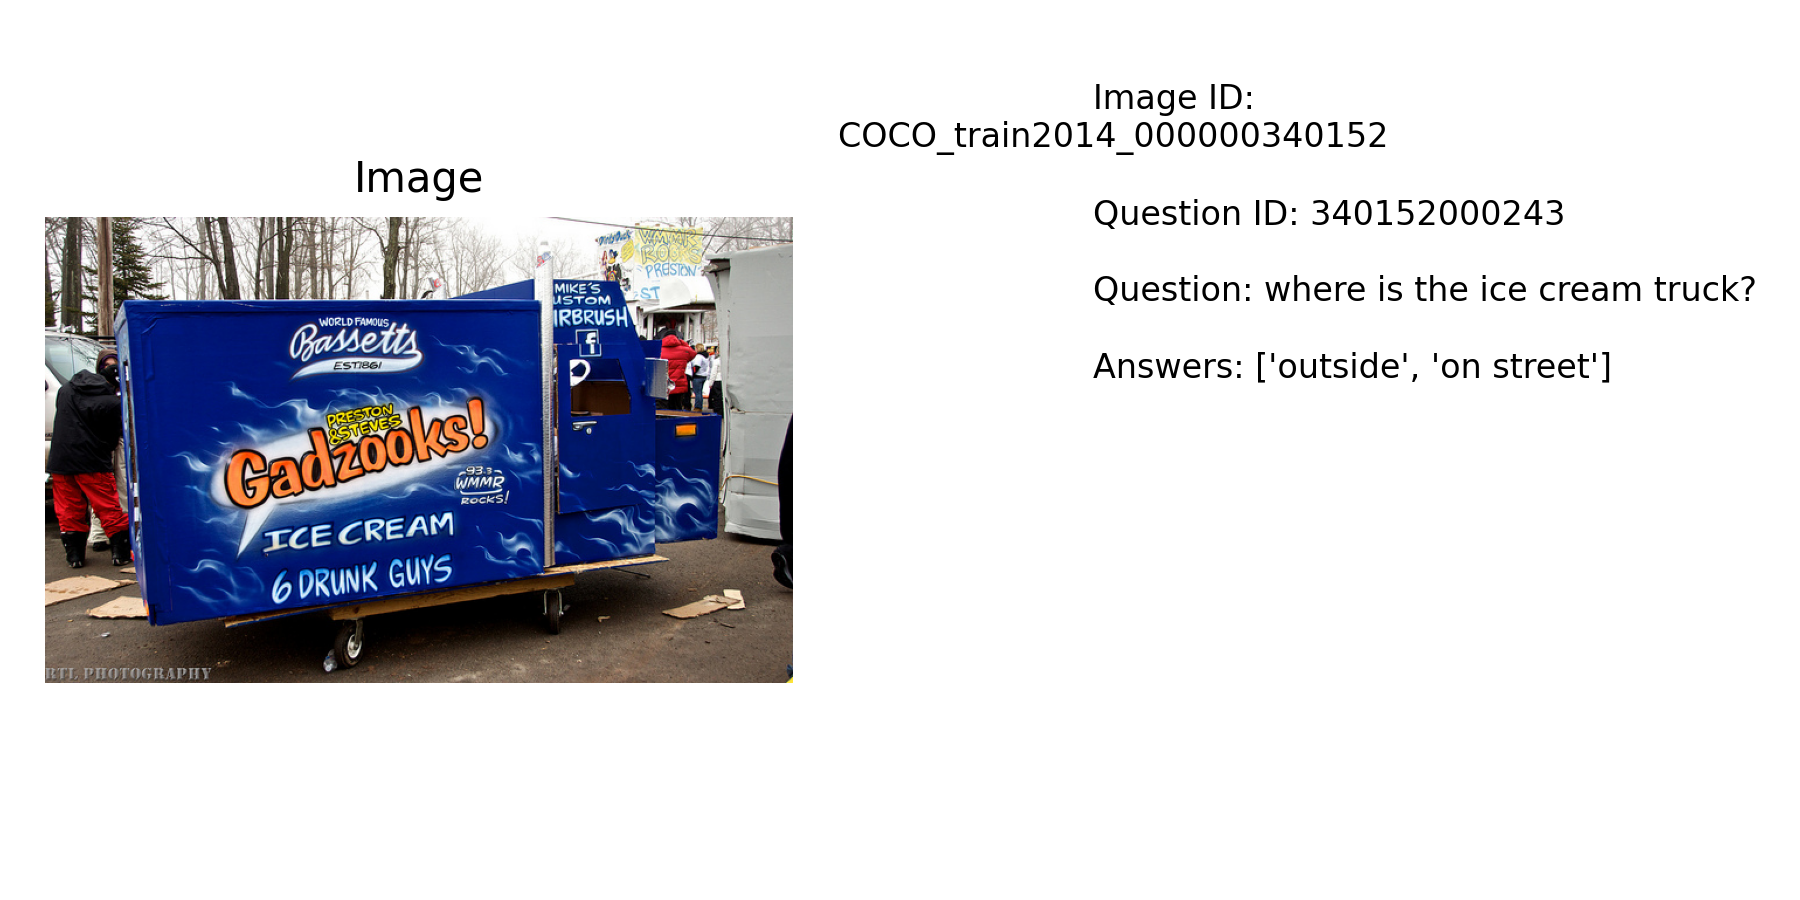 Image ID:
COCO_train2014_000000340152
Question ID: 340152000243
Question: where is the ice cream truck?
Answers: ['outside', 'on street']
Image
WMMR
ROCKS
PRESTON
ST
MIKE'S
USTOM
IRBRUSH
f
WORLD FAMOUS
Bassetts
EST.1861
PRESTON
&STEVES
Gadzooks!
93.3
WMMR
ROCKS!
ICE CREAM
6 DRUNK GUYS
RTL PHOTOGRAPHY